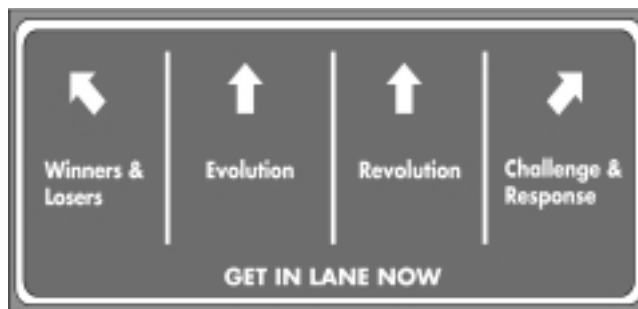 Winners &
Losers
Evolution
Revolution
Challenge &
Response
GET IN LANE NOW